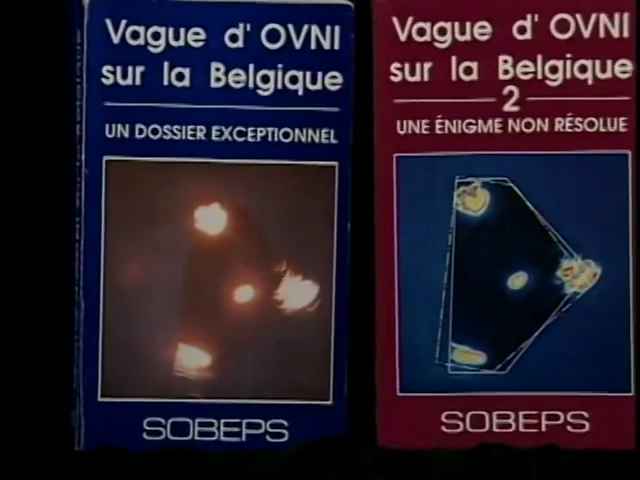 Vague d' OVNI
sur la Belgique
UN DOSSIER EXCEPTIONNEL
SOBEPS
Vague d' OVNI
sur la Belgique
2
UNE ÉNIGME NON RÉSOLUE
SOBEPS